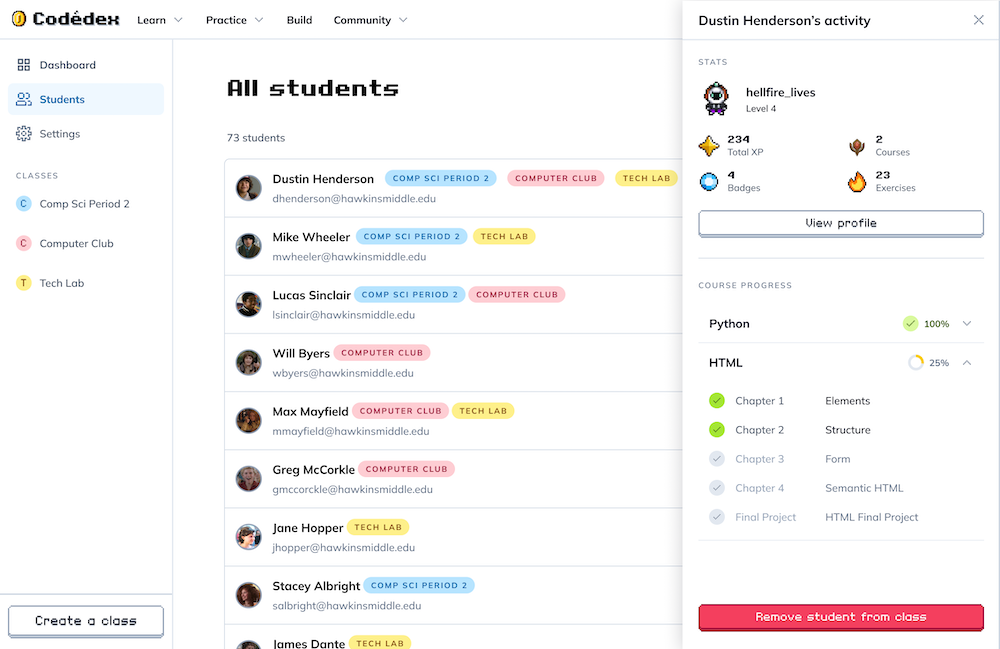 Codédex
Learn
Practice
Build
Community
Dashboard
Students
Settings
CLASSES
C Comp Sci Period 2
C Computer Club
T Tech Lab
Create a class
All students
73 students
Dustin Henderson COMP SCI PERIOD 2 COMPUTER CLUB TECH LAB
dhenderson@hawkinsmiddle.edu
Mike Wheeler COMP SCI PERIOD 2 TECH LAB
mwheeler@hawkinsmiddle.edu
Lucas Sinclair COMP SCI PERIOD 2 COMPUTER CLUB
lsinclair@hawkinsmiddle.edu
Will Byers COMPUTER CLUB
wbyers@hawkinsmiddle.edu
Max Mayfield COMPUTER CLUB TECH LAB
mmayfield@hawkinsmiddle.edu
Greg McCorkle COMPUTER CLUB
gmccorckle@hawkinsmiddle.edu
Jane Hopper TECH LAB
jhopper@hawkinsmiddle.edu
Stacey Albright COMP SCI PERIOD 2
salbright@hawkinsmiddle.edu
James Dante TECH LAB
Dustin Henderson's activity
STATS
hellfire_lives
Level 4
234
Total XP
2
Courses
4
Badges
23
Exercises
View profile
COURSE PROGRESS
Python 100%
HTML 25%
Chapter 1 Elements
Chapter 2 Structure
Chapter 3 Form
Chapter 4 Semantic HTML
Final Project HTML Final Project
Remove student from class